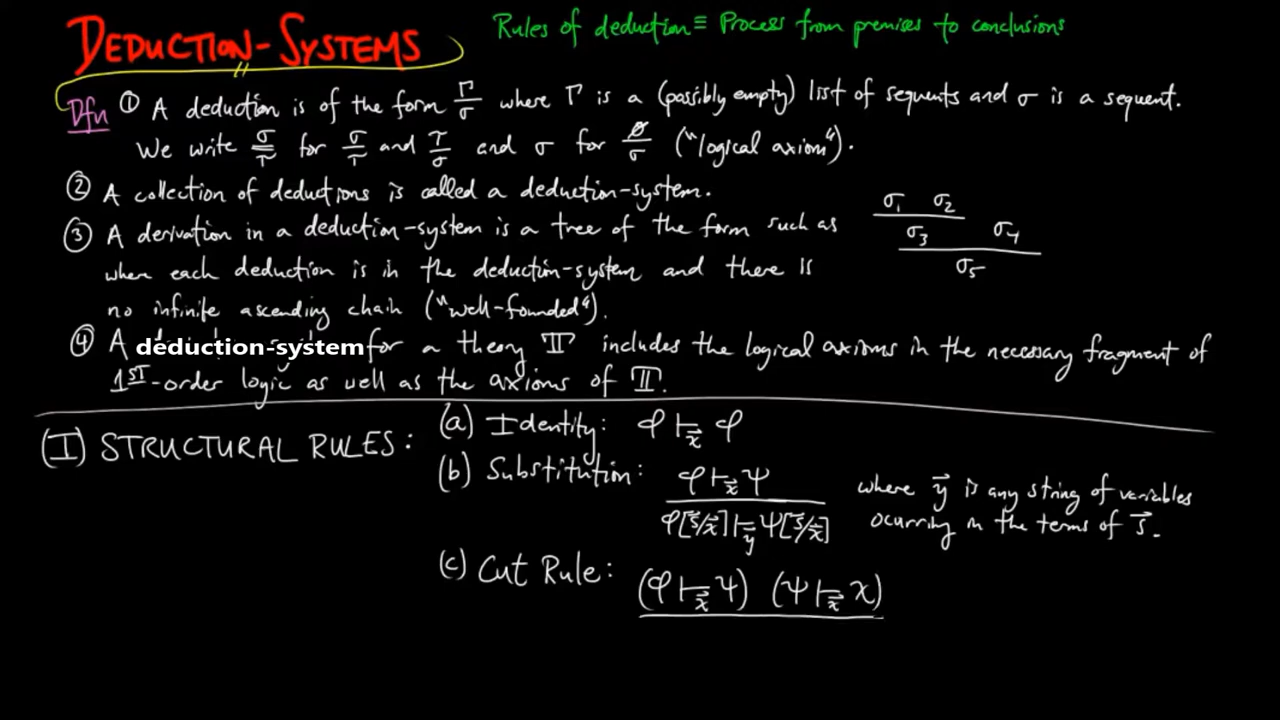 DEDUCTION-SYSTEMS
Rules of deduction ≡ Process from premises to conclusions
Dfn ① A deduction is of the form Γ/σ where Γ is a (possibly empty) list of sequents and σ is a sequent.
We write σ/τ for σ/τ and τ/σ and σ for ∅/σ ("logical axiom").
② A collection of deductions is called a deduction-system.
③ A derivation in a deduction-system is a tree of the form such as
σ₁ σ₂
σ₃ σ₄
σ₅
when each deduction is in the deduction-system and there is
no infinite ascending chain ("well-founded").
④ A deduction-system for a theory 𝕋 includes the logical axioms in the necessary fragment of
1ST-order logic as well as the axioms of 𝕋.
(I) STRUCTURAL RULES:
(a) Identity: φ ⊢x⃗ φ
(b) Substitution: φ ⊢x⃗ ψ
φ[s⃗/x⃗] ⊢y⃗ ψ[s⃗/x⃗]
where y⃗ is any string of variables
ocurring in the terms of s⃗.
(c) Cut Rule: (φ ⊢x⃗ ψ) (ψ ⊢x⃗ χ)